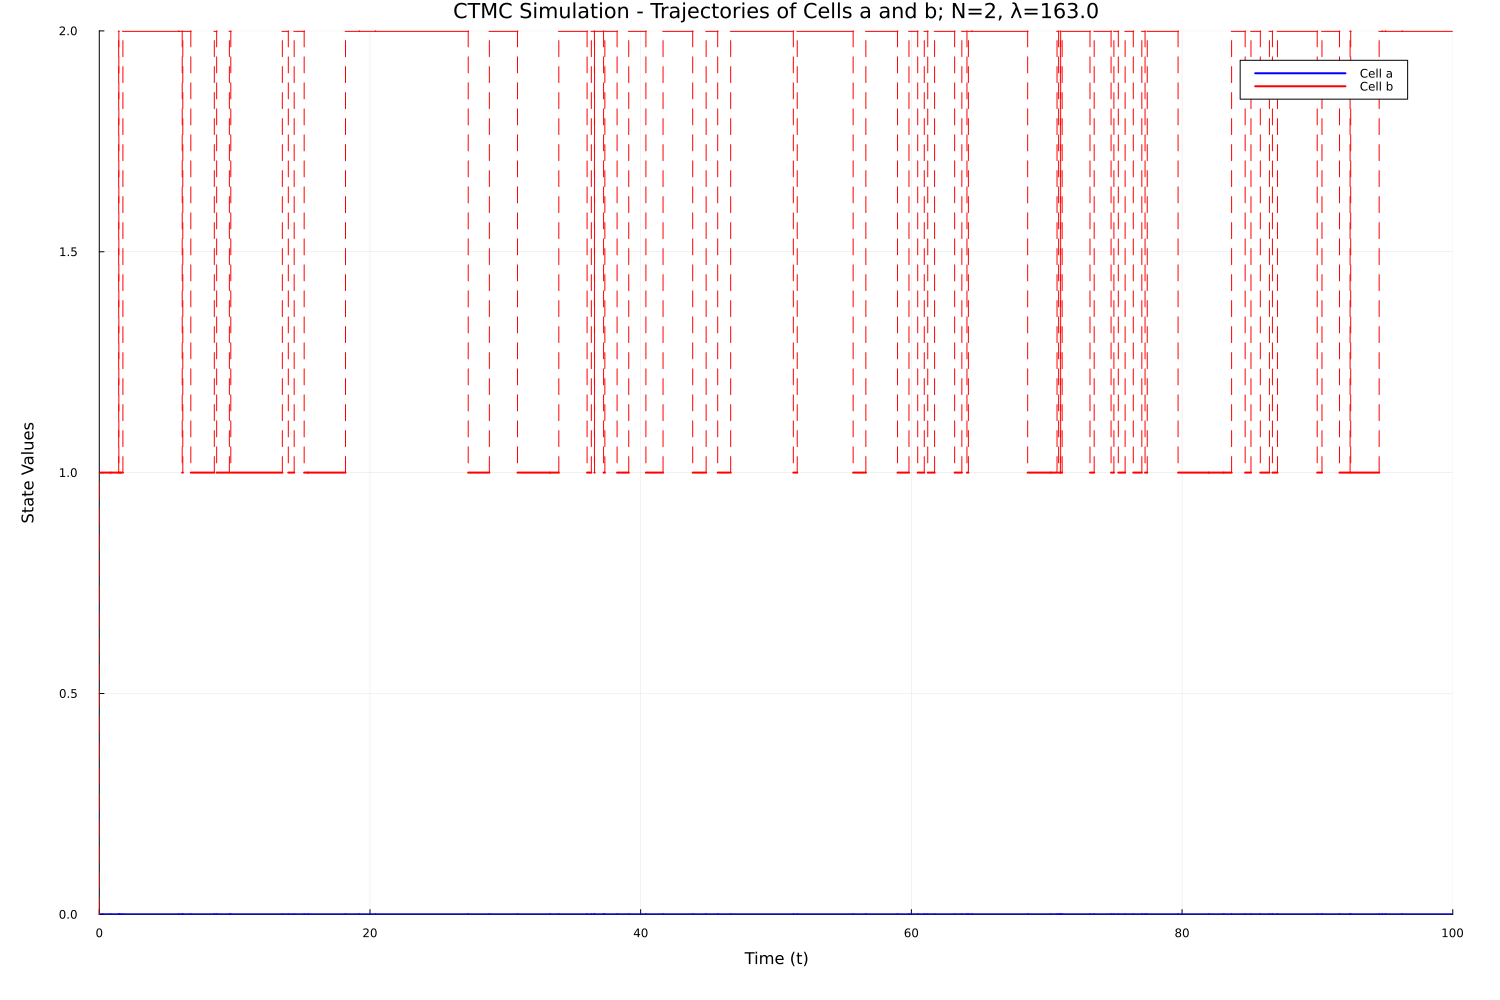 CTMC Simulation - Trajectories of Cells a and b; N=2, λ=163.0
2.0
Cell a
Cell b
1.5
State Values
1.0
0.5
0.0
0 20 40 60 80 100
Time (t)